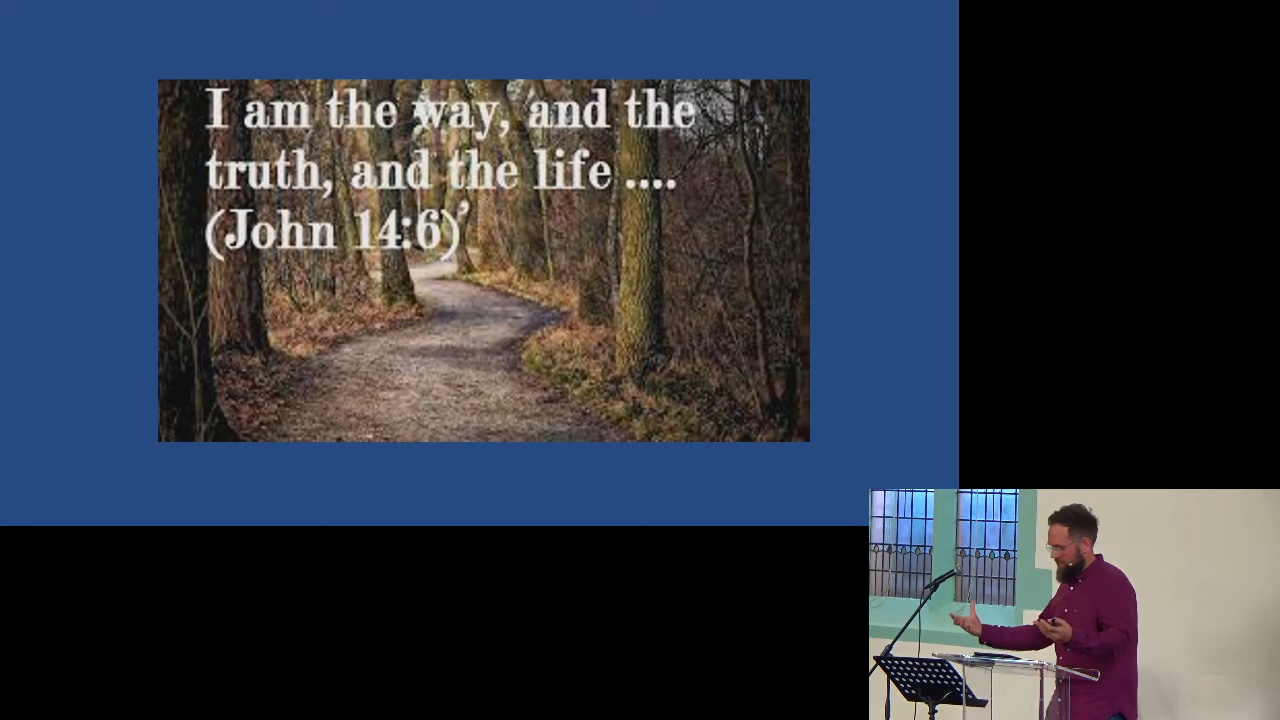 I am the way, and the
truth, and the life ....
(John 14:6)’